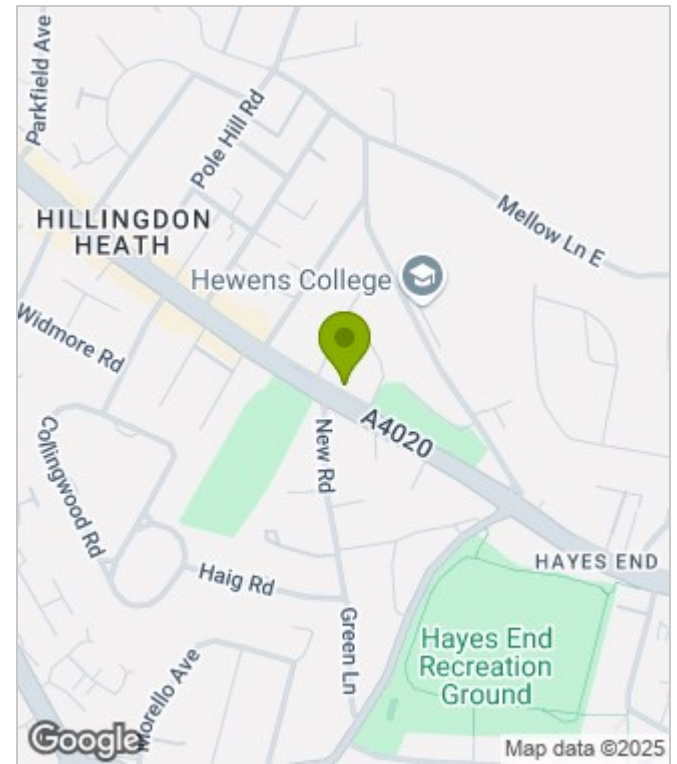 Parkfield Ave
Pole Hill Rd
HILLINGDON
HEATH
Mellow Ln E
Hewens College
Widmore Rd
A4020
New Rd
Collingwood Rd
HAYES END
Haig Rd
Green Ln
Hayes End
Recreation
Ground
Morello Ave
Google
Map data ©2025